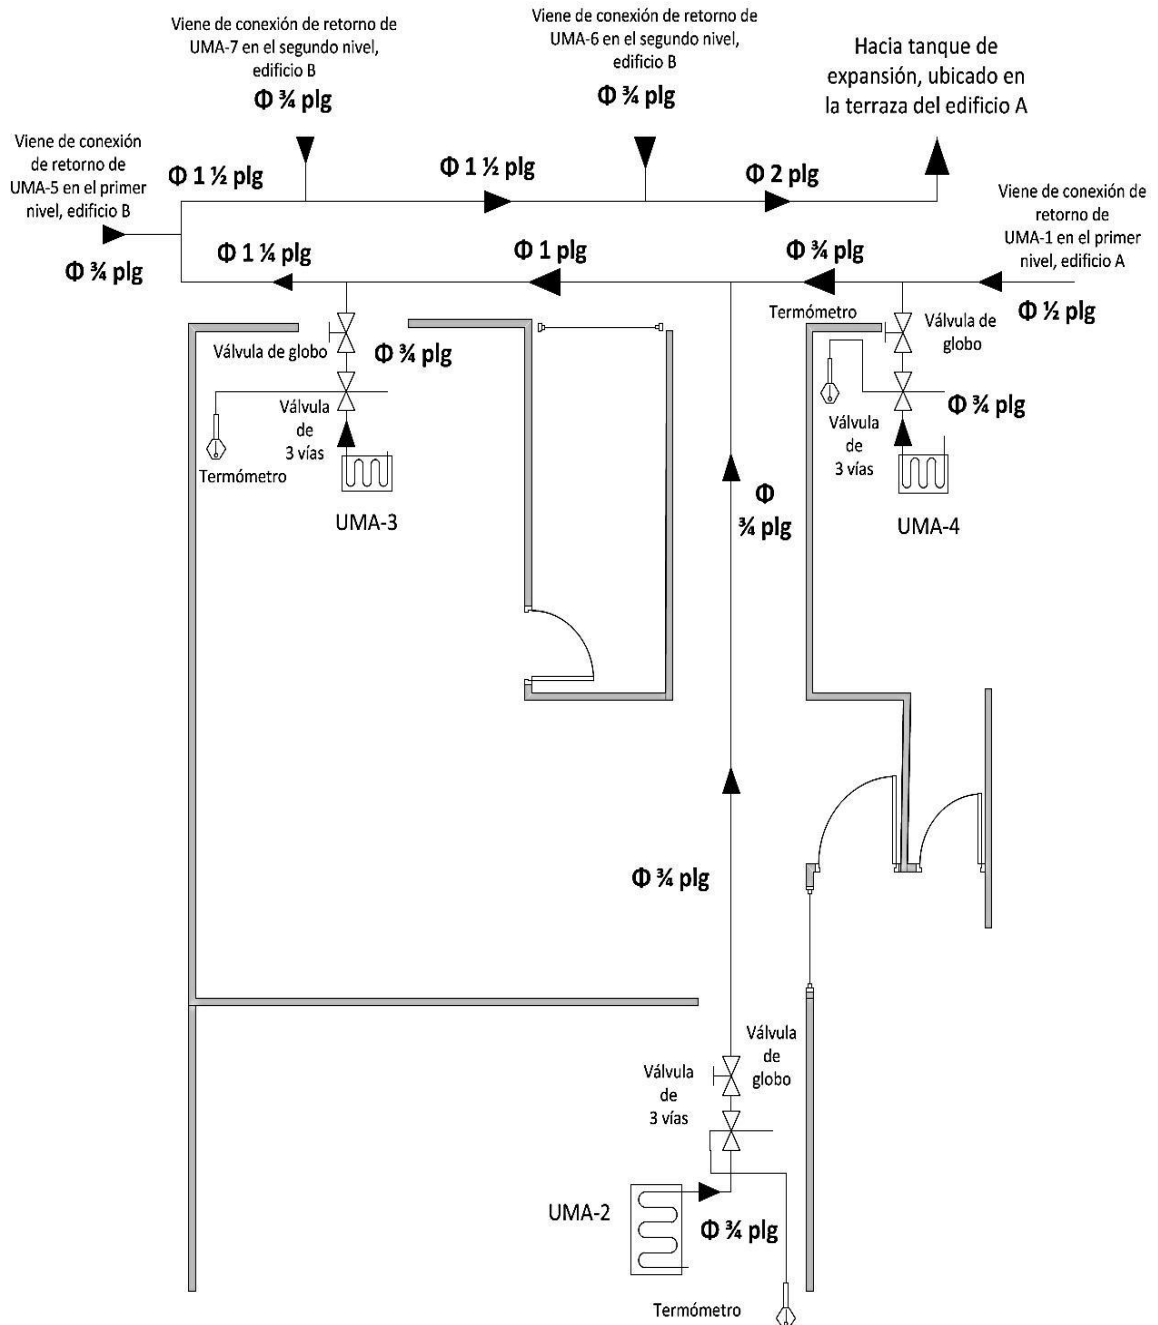 Viene de conexión de retorno de
UMA-7 en el segundo nivel,
edificio B
Φ ¾ plg
Viene de conexión de retorno de
UMA-6 en el segundo nivel,
edificio B
Φ ¾ plg
Hacia tanque de
expansión, ubicado en
la terraza del edificio A
Viene de conexión
de retorno de
UMA-5 en el primer
nivel, edificio B
Φ ¾ plg
Φ 1 ½ plg
Φ 1 ½ plg
Φ 2 plg
Viene de conexión de
retorno de
UMA-1 en el primer
nivel, edificio A
Φ ½ plg
Φ 1 ¼ plg
Φ 1 plg
Φ ¾ plg
Válvula de globo
Φ ¾ plg
Válvula
de
3 vías
Termómetro
UMA-3
Termómetro
Válvula de
globo
Φ ¾ plg
Válvula
de
3 vías
UMA-4
Φ
¾ plg
Φ ¾ plg
Válvula
de
globo
Válvula
de
3 vías
UMA-2
Φ ¾ plg
Termómetro